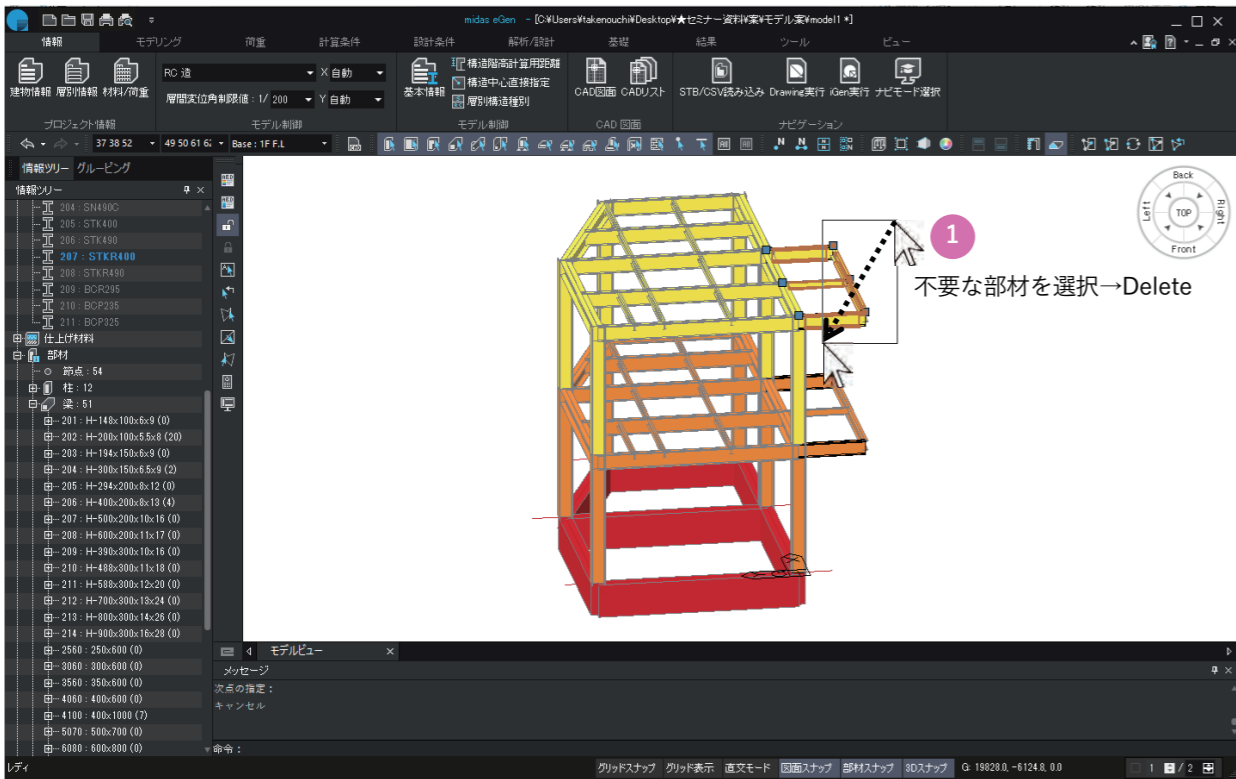 midas eGen - [C:¥Users¥takenouchi¥Desktop¥★セミナー資料¥案¥モデル案¥model1 *]
情報 モデリング 荷重 計算条件 設計条件 解析/設計 基礎 結果 ツール ビュー
RC 造 X 自動
層間変位角制限値 : 1/ 200 Y 自動
建物情報 層別情報 材料/荷重
基本情報
構造階高計算用距離
構造中心直接指定
層別構造種別
CAD図面 CADリスト
STB/CSV読み込み Drawing実行 iGen実行 ナビモード選択
プロジェクト情報 モデル制御 モデル制御 CAD 図面 ナビゲーション
37 38 52 49 50 61 62 Base : 1F F.L
情報ツリー グルーピング
情報ツリー
204 : SN490C
205 : STK400
206 : STK490
207 : STKR400
208 : STKR490
209 : BCR295
210 : BCP235
211 : BCP325
仕上げ材料
部材
節点 : 54
柱 : 12
梁 : 51
201 : H-148x100x6x9 (0)
202 : H-200x100x5.5x8 (20)
203 : H-194x150x6x9 (0)
204 : H-300x150x6.5x9 (2)
205 : H-294x200x8x12 (0)
206 : H-400x200x8x13 (4)
207 : H-500x200x10x16 (0)
208 : H-600x200x11x17 (0)
209 : H-390x300x10x16 (0)
210 : H-488x300x11x18 (0)
211 : H-588x300x12x20 (0)
212 : H-700x300x13x24 (0)
213 : H-800x300x14x26 (0)
214 : H-900x300x16x28 (0)
2560 : 250x600 (0)
3060 : 300x600 (0)
3560 : 350x600 (0)
4060 : 400x600 (0)
4100 : 400x1000 (7)
5070 : 500x700 (0)
6080 : 600x800 (0)
1
不要な部材を選択→Delete
Back
Left TOP Right
Front
モデルビュー
メッセージ
次点の指定 :
キャンセル
命令 :
レディ グリッドスナップ グリッド表示 直交モード 図面スナップ 部材スナップ 3Dスナップ G: 19828.0, -6124.8, 0.0 1 / 2